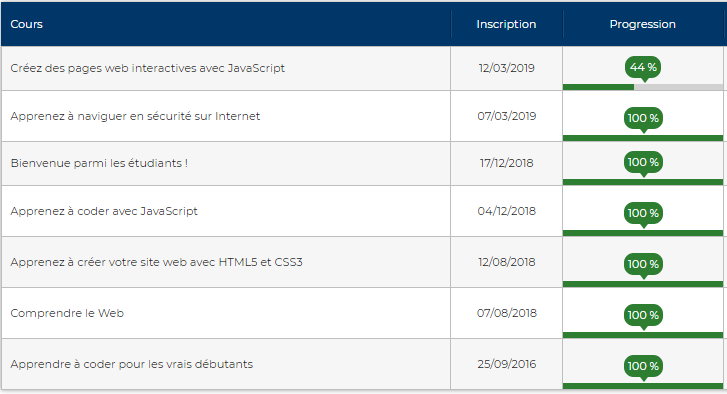 Cours Inscription Progression
Créez des pages web interactives avec JavaScript 12/03/2019 44 %
Apprenez à naviguer en sécurité sur Internet 07/03/2019 100 %
Bienvenue parmi les étudiants ! 17/12/2018 100 %
Apprenez à coder avec JavaScript 04/12/2018 100 %
Apprenez à créer votre site web avec HTML5 et CSS3 12/08/2018 100 %
Comprendre le Web 07/08/2018 100 %
Apprendre à coder pour les vrais débutants 25/09/2016 100 %